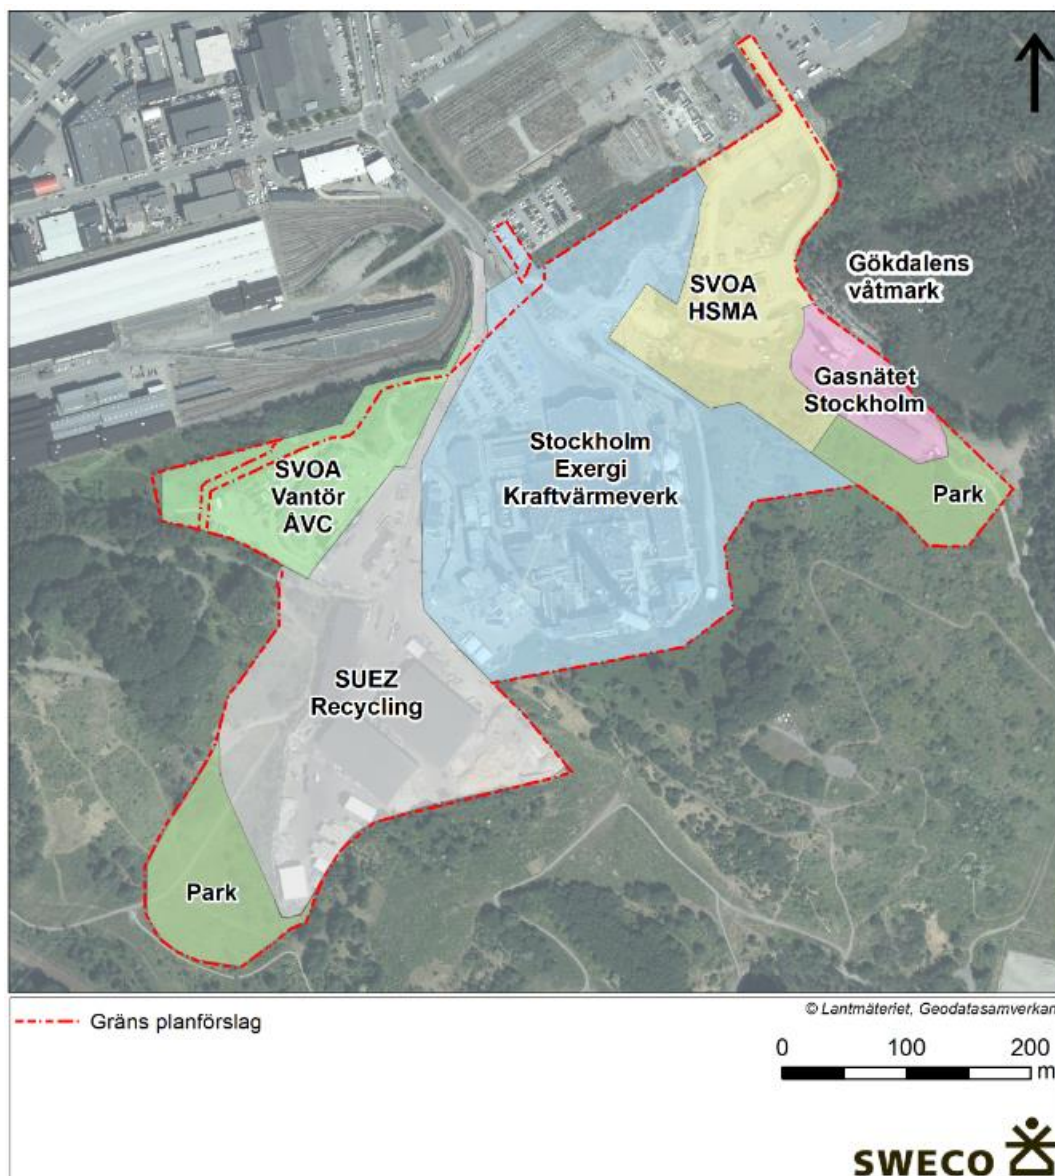 Gökdalens
våtmark
SVOA
HSMA
Gasnätet
Stockholm
Stockholm
Exergi
Kraftvärmeverk
SVOA
Vantör
ÅVC
Park
SUEZ
Recycling
Park
Gräns planförslag
© Lantmäteriet, Geodatasamverkan
0 100 200
m
SWECO